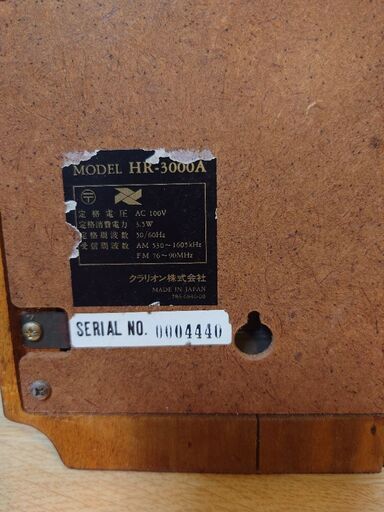 MODEL HR-3000A
〒
定格電圧 AC 100V
定格消費電力 3.5W
定格周波数 50/60Hz
受信周波数 AM 530~1605kHz
FM 76~90MHz
クラリオン株式会社
MADE IN JAPAN
SERIAL NO. 0004440